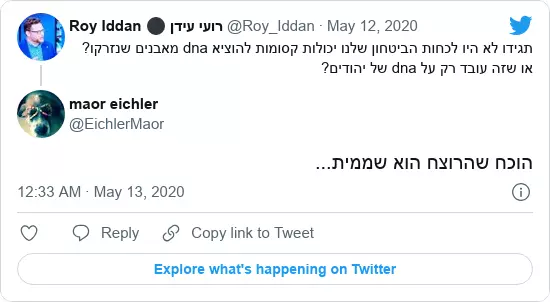 Roy Iddan ⚫ רועי עידן @Roy_Iddan · May 12, 2020
תגידו לא היו לכחות הביטחון שלנו יכולות קסומות להוציא dna מאבנים שנזרקו?
או שזה עובד רק על dna של יהודים?
maor eichler
@EichlerMaor
הוכח שהרוצח הוא שממית...
12:33 AM · May 13, 2020
Reply
Copy link to Tweet
Explore what's happening on Twitter